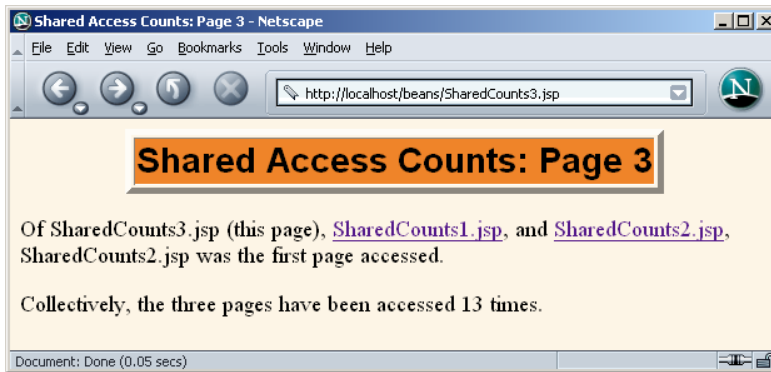 Shared Access Counts: Page 3 - Netscape
File Edit View Go Bookmarks Tools Window Help
http://localhost/beans/SharedCounts3.jsp
N
Shared Access Counts: Page 3
Of SharedCounts3.jsp (this page), SharedCounts1.jsp, and SharedCounts2.jsp,
SharedCounts2.jsp was the first page accessed.
Collectively, the three pages have been accessed 13 times.
Document: Done (0.05 secs)